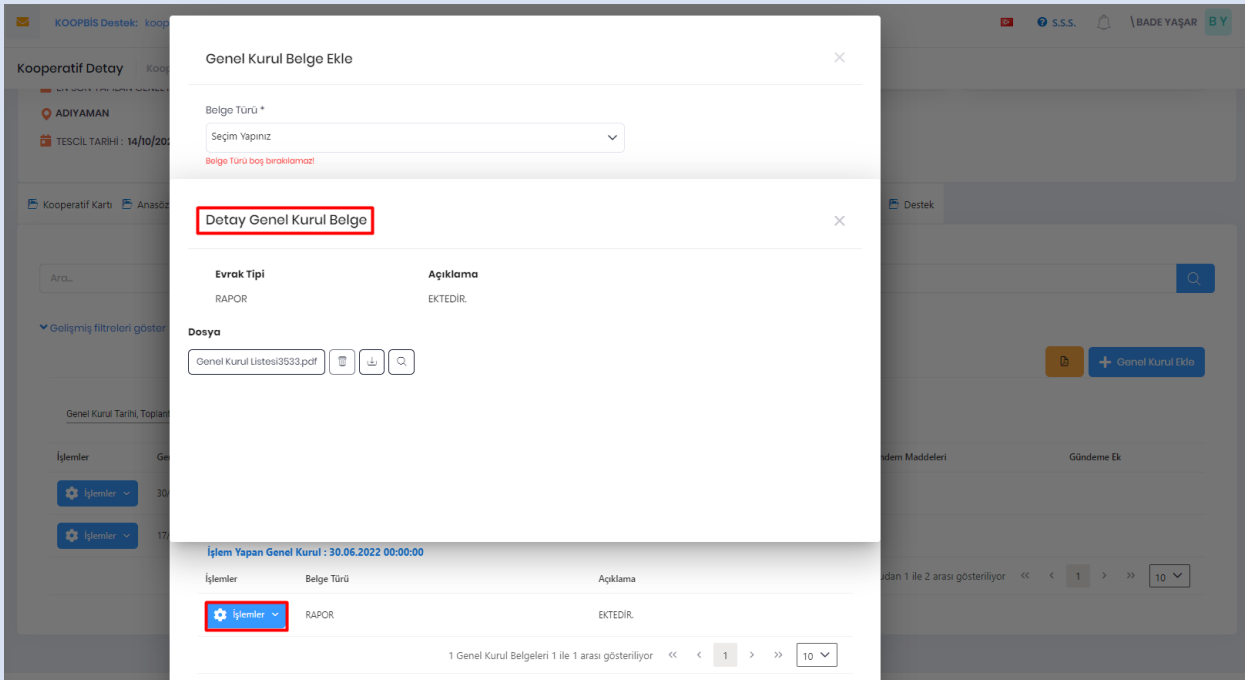 KOOPBİS Destek: koop
S.S.S.
\ BADE YAŞAR
B Y
Kooperatif Detay
Koop
ADIYAMAN
TESCİL TARİHİ : 14/10/202
Kooperatif Kartı
Anasöz
Destek
Ara...
Gelişmiş filtreleri göster
Genel Kurul Ekle
Genel Kurul Tarihi, Toplant
İşlemler
Ge
ndem Maddeleri
Gündeme Ek
İşlemler
30/
İşlemler
17/
udan 1 ile 2 arası gösteriliyor
1
10
Genel Kurul Belge Ekle
Belge Türü *
Seçim Yapınız
Belge Türü boş bırakılamaz!
Detay Genel Kurul Belge
Evrak Tipi
Açıklama
RAPOR
EKTEDİR.
Dosya
Genel Kurul Listesi3533.pdf
İşlem Yapan Genel Kurul : 30.06.2022 00:00:00
İşlemler
Belge Türü
Açıklama
İşlemler
RAPOR
EKTEDİR.
1 Genel Kurul Belgeleri 1 ile 1 arası gösteriliyor
1
10